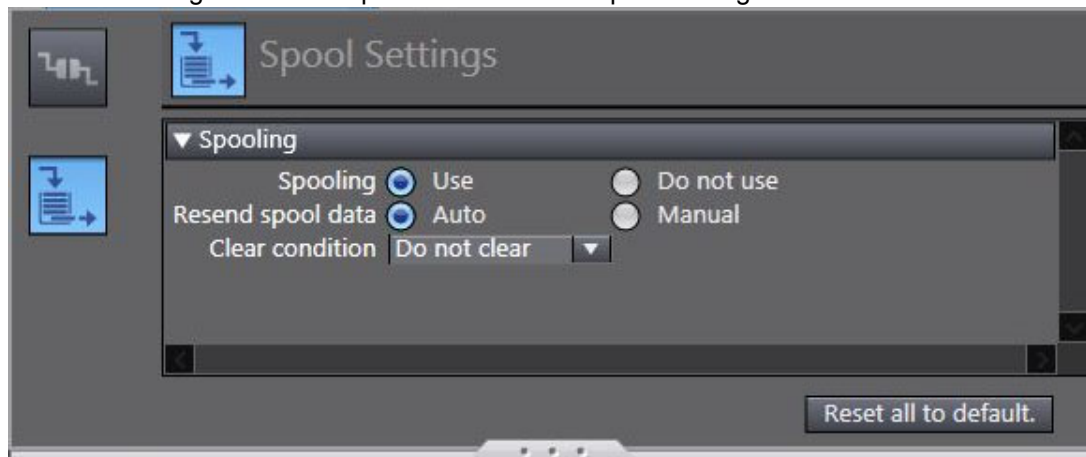 Spool Settings
▼ Spooling
Spooling Use Do not use
Resend spool data Auto Manual
Clear condition Do not clear
Reset all to default.